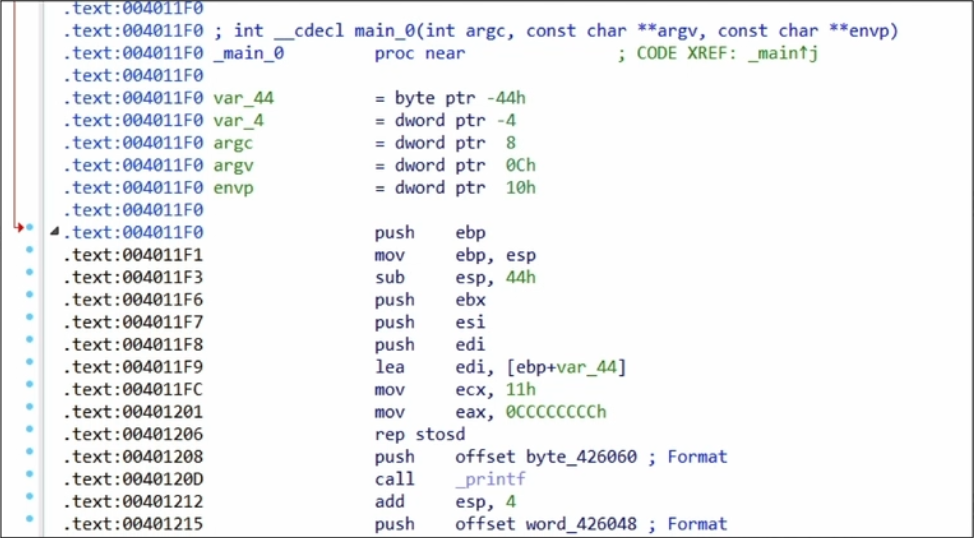 .text:004011F0
.text:004011F0 ; int __cdecl main_0(int argc, const char **argv, const char **envp)
.text:004011F0 _main_0 proc near ; CODE XREF: _main↑j
.text:004011F0
.text:004011F0 var_44 = byte ptr -44h
.text:004011F0 var_4 = dword ptr -4
.text:004011F0 argc = dword ptr 8
.text:004011F0 argv = dword ptr 0Ch
.text:004011F0 envp = dword ptr 10h
.text:004011F0
.text:004011F0 push ebp
.text:004011F1 mov ebp, esp
.text:004011F3 sub esp, 44h
.text:004011F6 push ebx
.text:004011F7 push esi
.text:004011F8 push edi
.text:004011F9 lea edi, [ebp+var_44]
.text:004011FC mov ecx, 11h
.text:00401201 mov eax, 0CCCCCCCCh
.text:00401206 rep stosd
.text:00401208 push offset byte_426060 ; Format
.text:0040120D call _printf
.text:00401212 add esp, 4
.text:00401215 push offset word_426048 ; Format